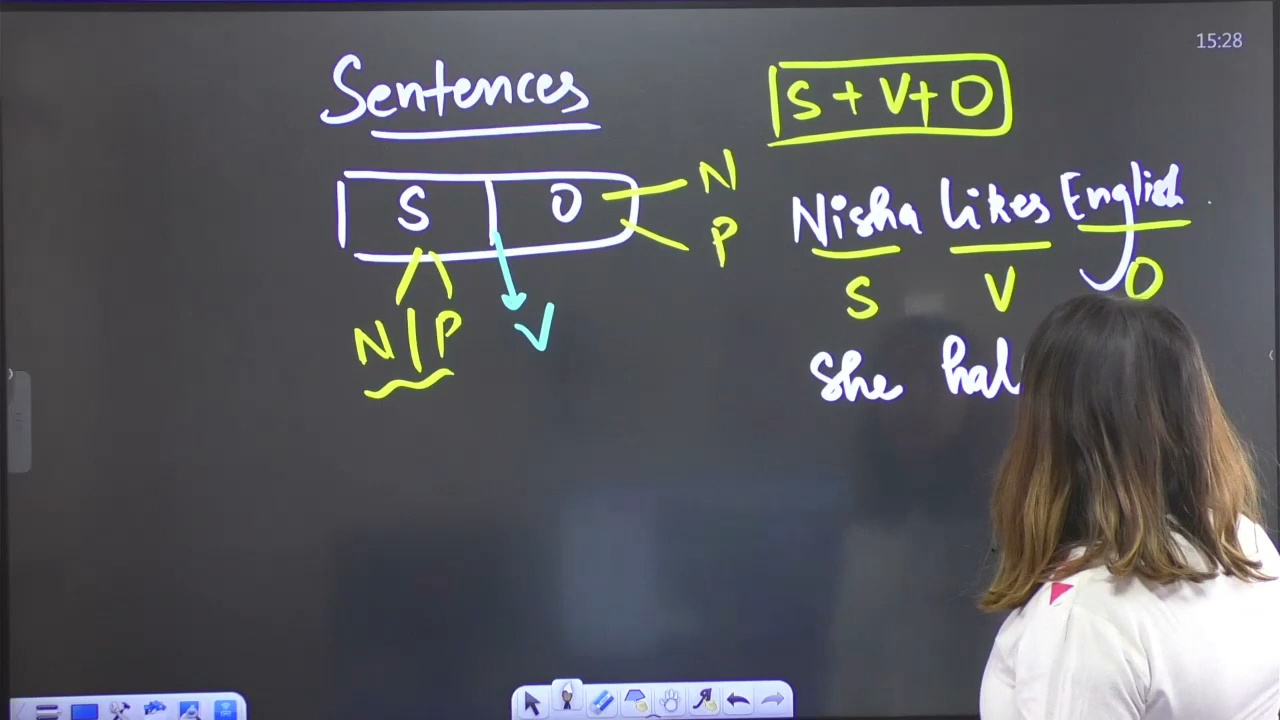 15:28
Sentences
S + V + O
S O
N
P
N | P
V
Nisha likes English.
S V O
She